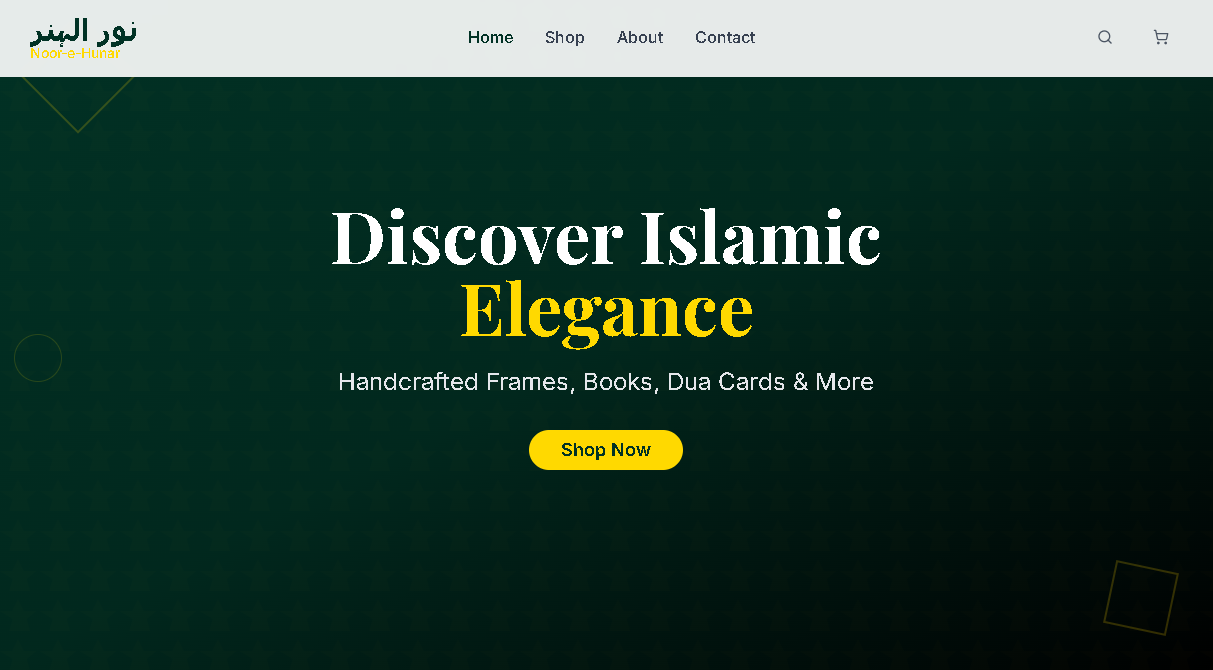 نور الہنر
Noor-e-Hunar
Home Shop About Contact
Discover Islamic
Elegance
Handcrafted Frames, Books, Dua Cards & More
Shop Now